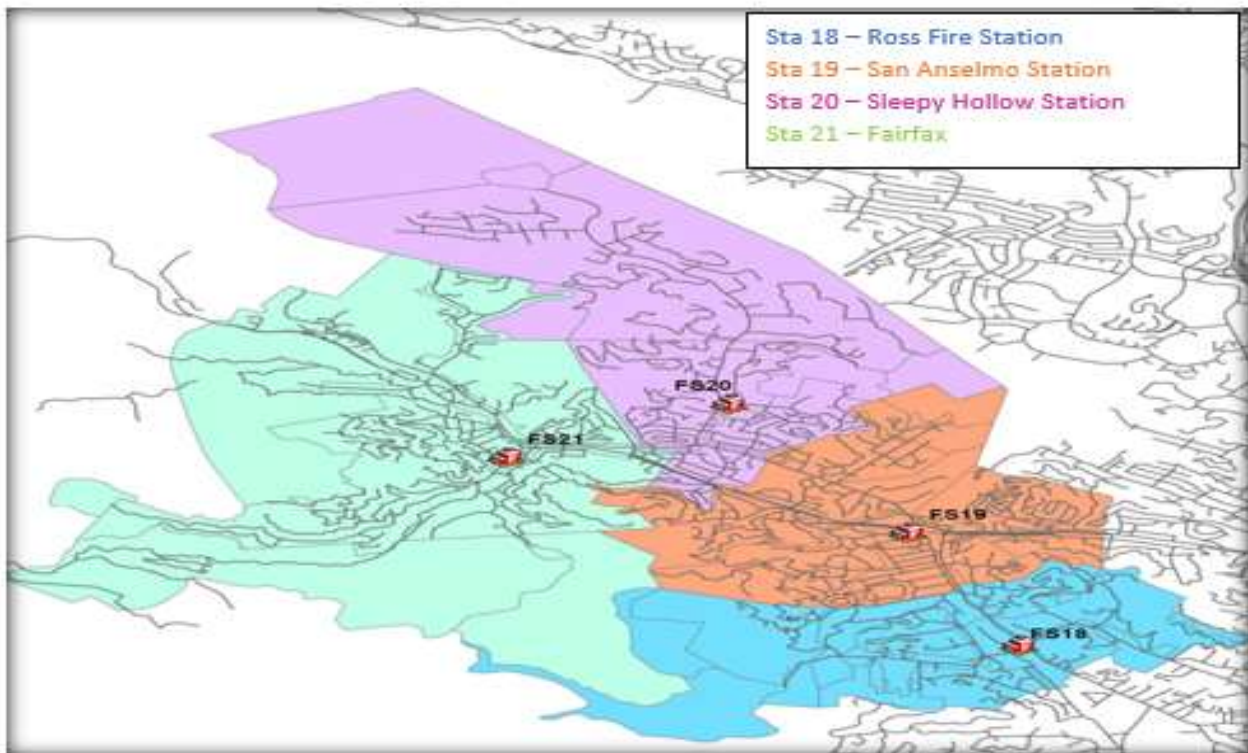 Sta 18 – Ross Fire Station
Sta 19 – San Anselmo Station
Sta 20 – Sleepy Hollow Station
Sta 21 – Fairfax
FS20
FS21
FS19
FS18